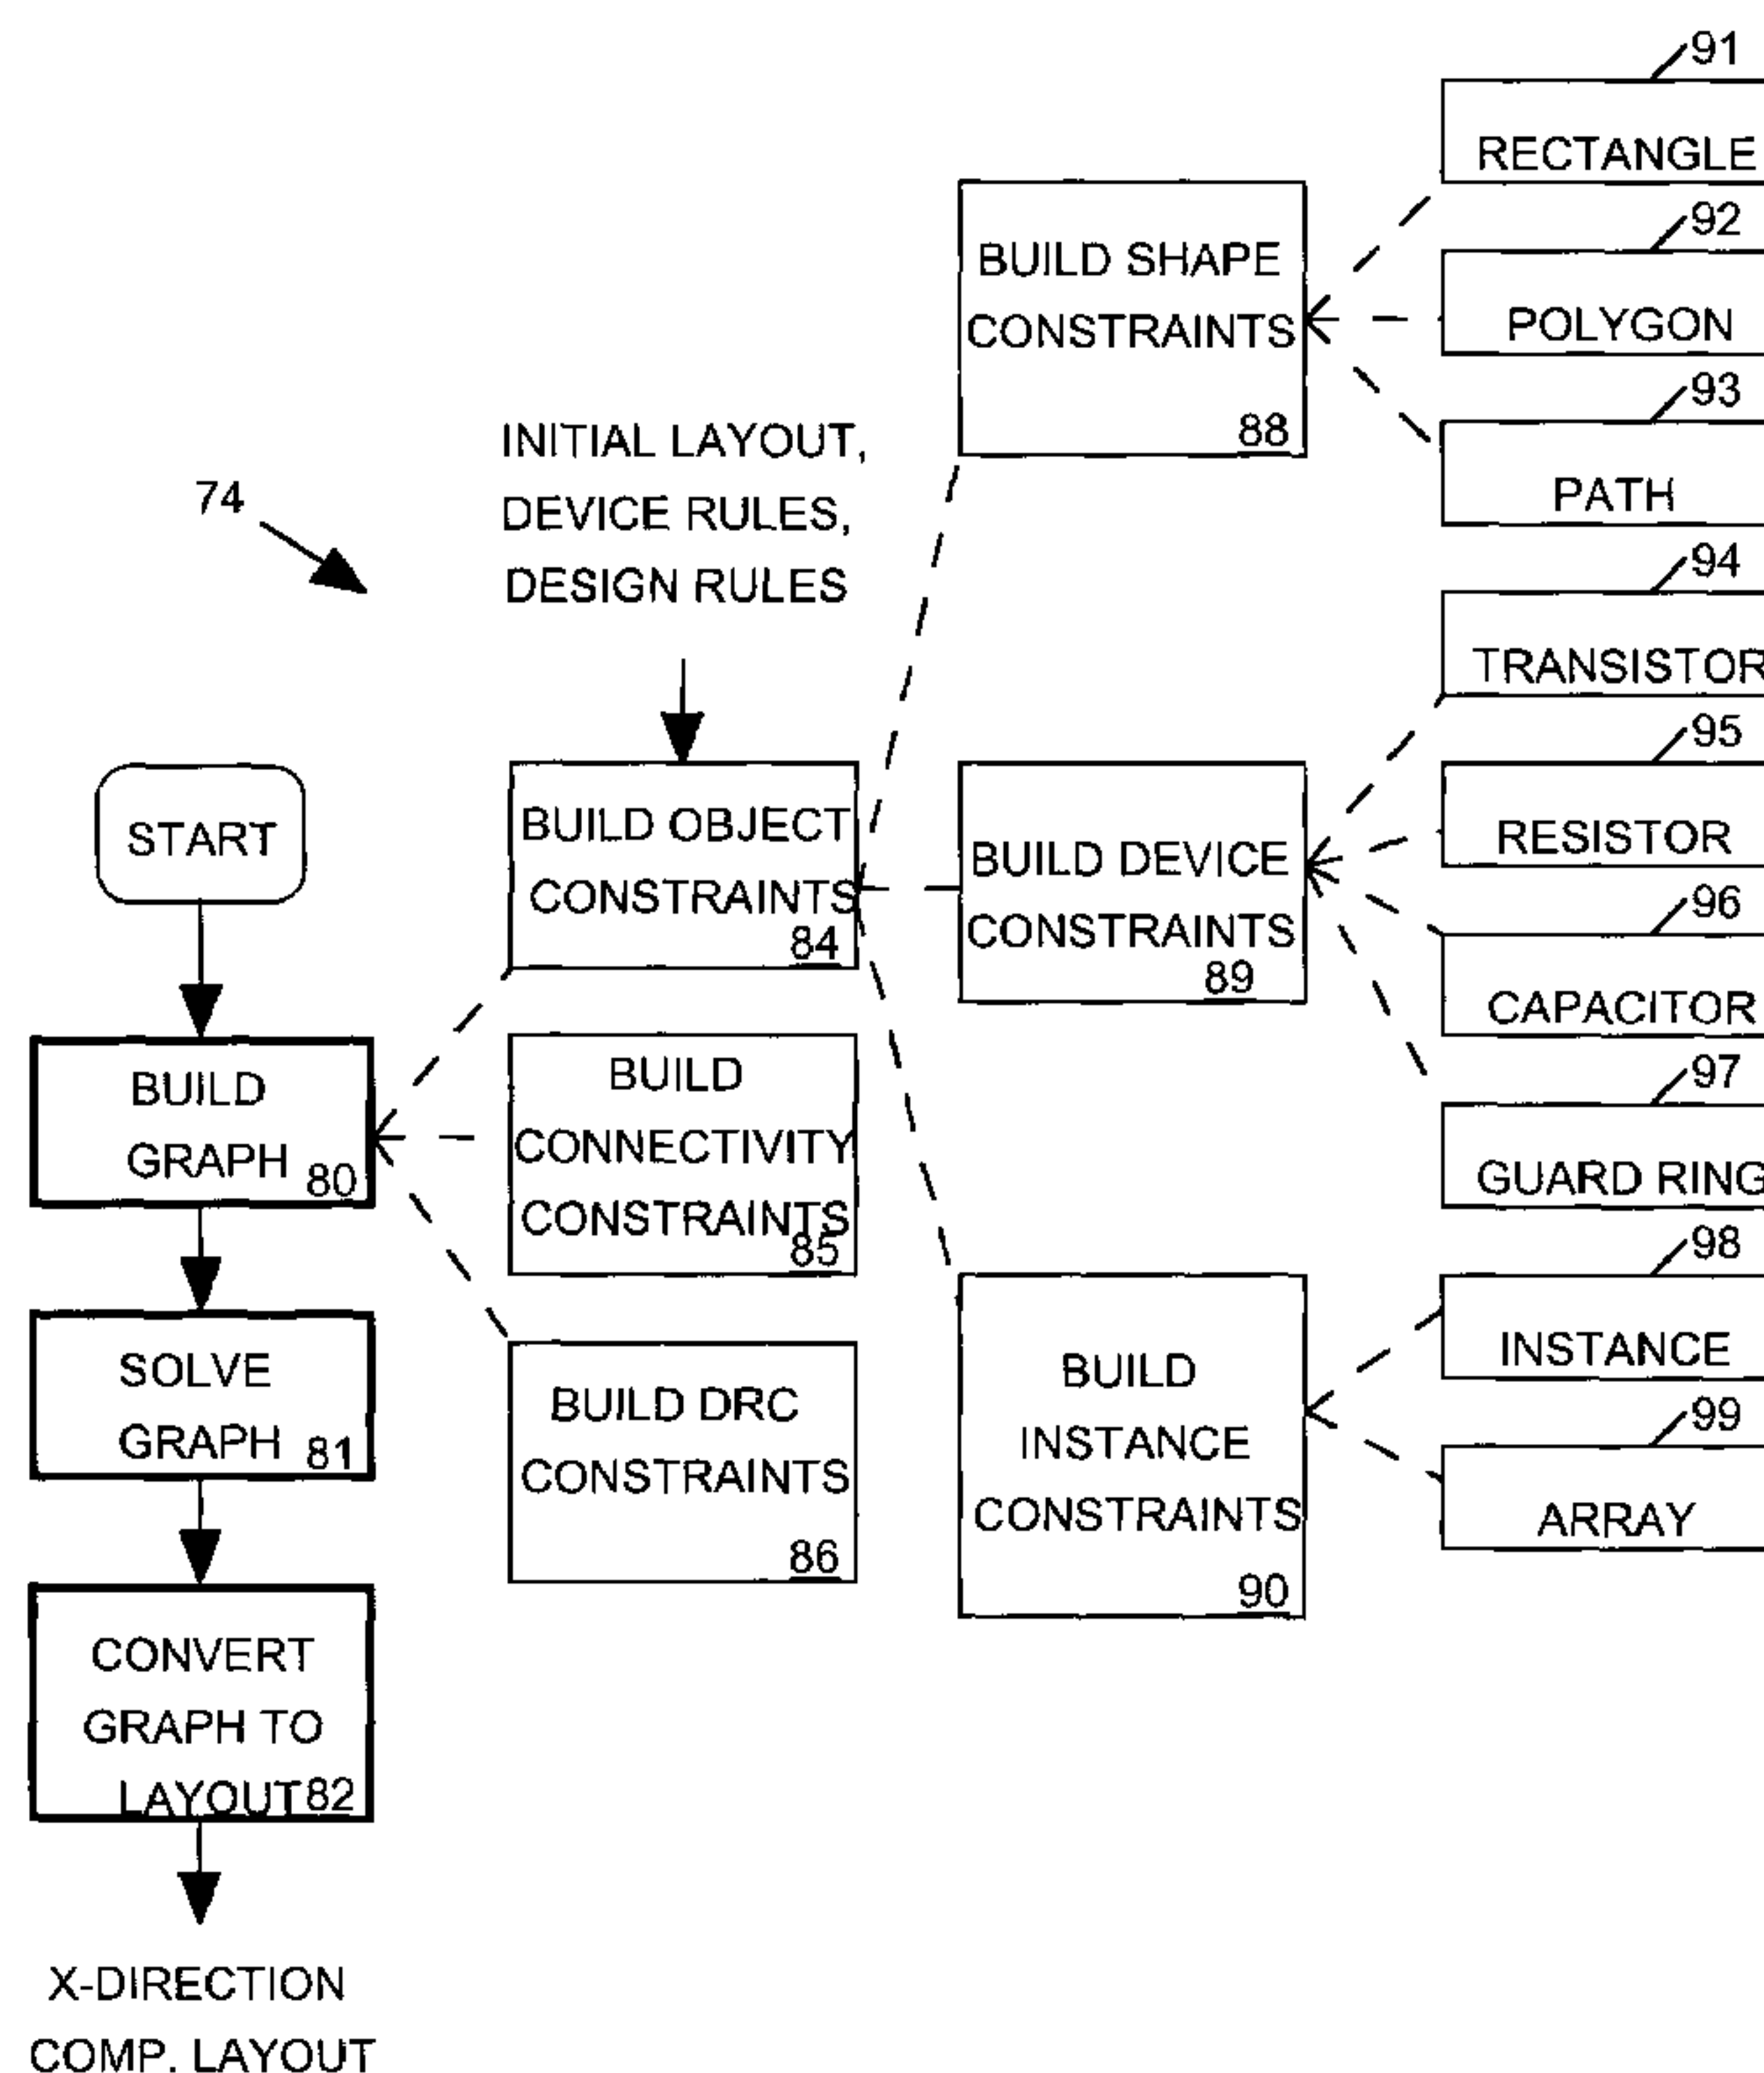 74
START
BUILD
GRAPH 80
SOLVE
GRAPH 81
CONVERT
GRAPH TO
LAYOUT 82
X-DIRECTION
COMP. LAYOUT
INITIAL LAYOUT,
DEVICE RULES,
DESIGN RULES
BUILD OBJECT
CONSTRAINTS
84
BUILD
CONNECTIVITY
CONSTRAINTS
85
BUILD DRC
CONSTRAINTS
86
BUILD SHAPE
CONSTRAINTS
88
BUILD DEVICE
CONSTRAINTS
89
BUILD
INSTANCE
CONSTRAINTS
90
91
RECTANGLE
92
POLYGON
93
PATH
94
TRANSISTOR
95
RESISTOR
96
CAPACITOR
97
GUARD RING
98
INSTANCE
99
ARRAY